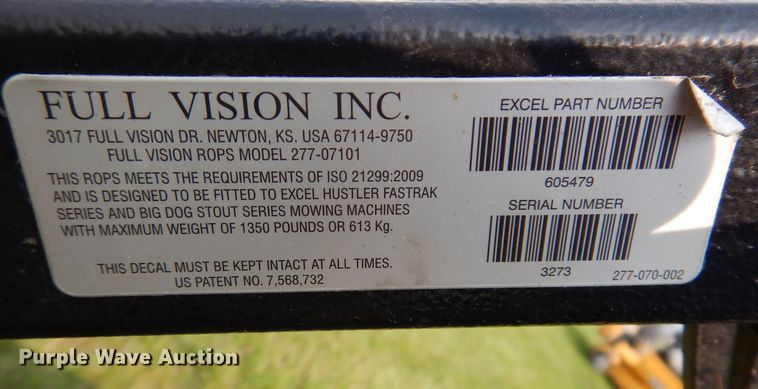 FULL VISION INC.
3017 FULL VISION DR. NEWTON, KS. USA 67114-9750
FULL VISION ROPS MODEL 277-07101
THIS ROPS MEETS THE REQUIREMENTS OF ISO 21299:2009
AND IS DESIGNED TO BE FITTED TO EXCEL HUSTLER FASTRAK
SERIES AND BIG DOG STOUT SERIES MOWING MACHINES
WITH MAXIMUM WEIGHT OF 1350 POUNDS OR 613 Kg.
THIS DECAL MUST BE KEPT INTACT AT ALL TIMES.
US PATENT NO. 7,568,732
EXCEL PART NUMBER
605479
SERIAL NUMBER
3273
277-070-002
Purple Wave Auction